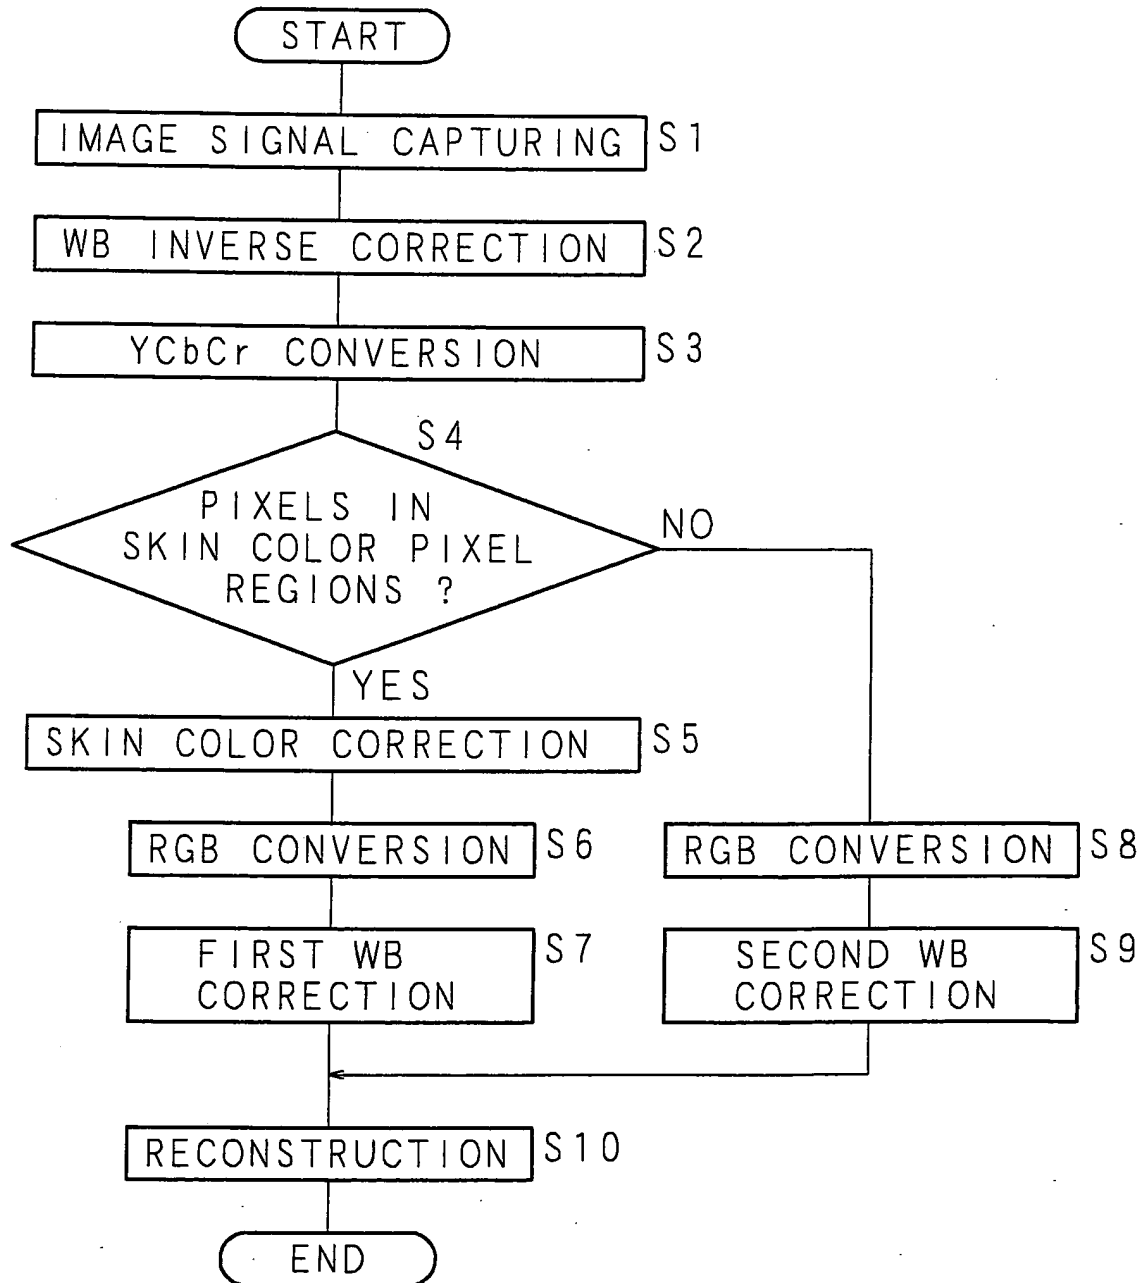 START
IMAGE SIGNAL CAPTURING S1
WB INVERSE CORRECTION S2
YCbCr CONVERSION S3
S4
PIXELS IN
SKIN COLOR PIXEL
REGIONS ?
NO
YES
SKIN COLOR CORRECTION S5
RGB CONVERSION S6
RGB CONVERSION S8
FIRST WB
CORRECTION
S7
SECOND WB
CORRECTION
S9
RECONSTRUCTION S10
END